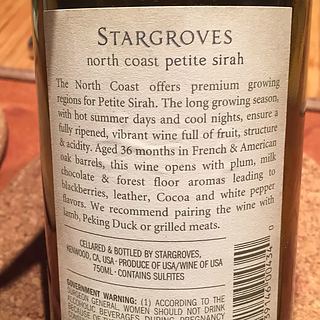 STARGROVES
north coast petite sirah
The North Coast offers premium growing
regions for Petite Sirah. The long growing season,
with hot summer days and cool nights, ensure a
fully ripened, vibrant wine full of fruit, structure
& acidity. Aged 36 months in French & American
oak barrels, this wine opens with plum, milk
chocolate & forest floor aromas leading to
blackberries, leather, Cocoa and white pepper
flavors. We recommend pairing the wine with
lamb, Peking Duck or grilled meats.
CELARED & BOTTLED BY STARGROVES,
KENWOOD, CA, USA · PRODUCE OF USA/WINE OF USA
750ML · CONTAINS SULFITES
GOVERNMENT WARNING: (1) ACCORDING TO THE
SURGEON GENERAL, WOMEN SHOULD NOT DRINK
ALCOHOLIC BEVERAGES DURING PREGNANCY